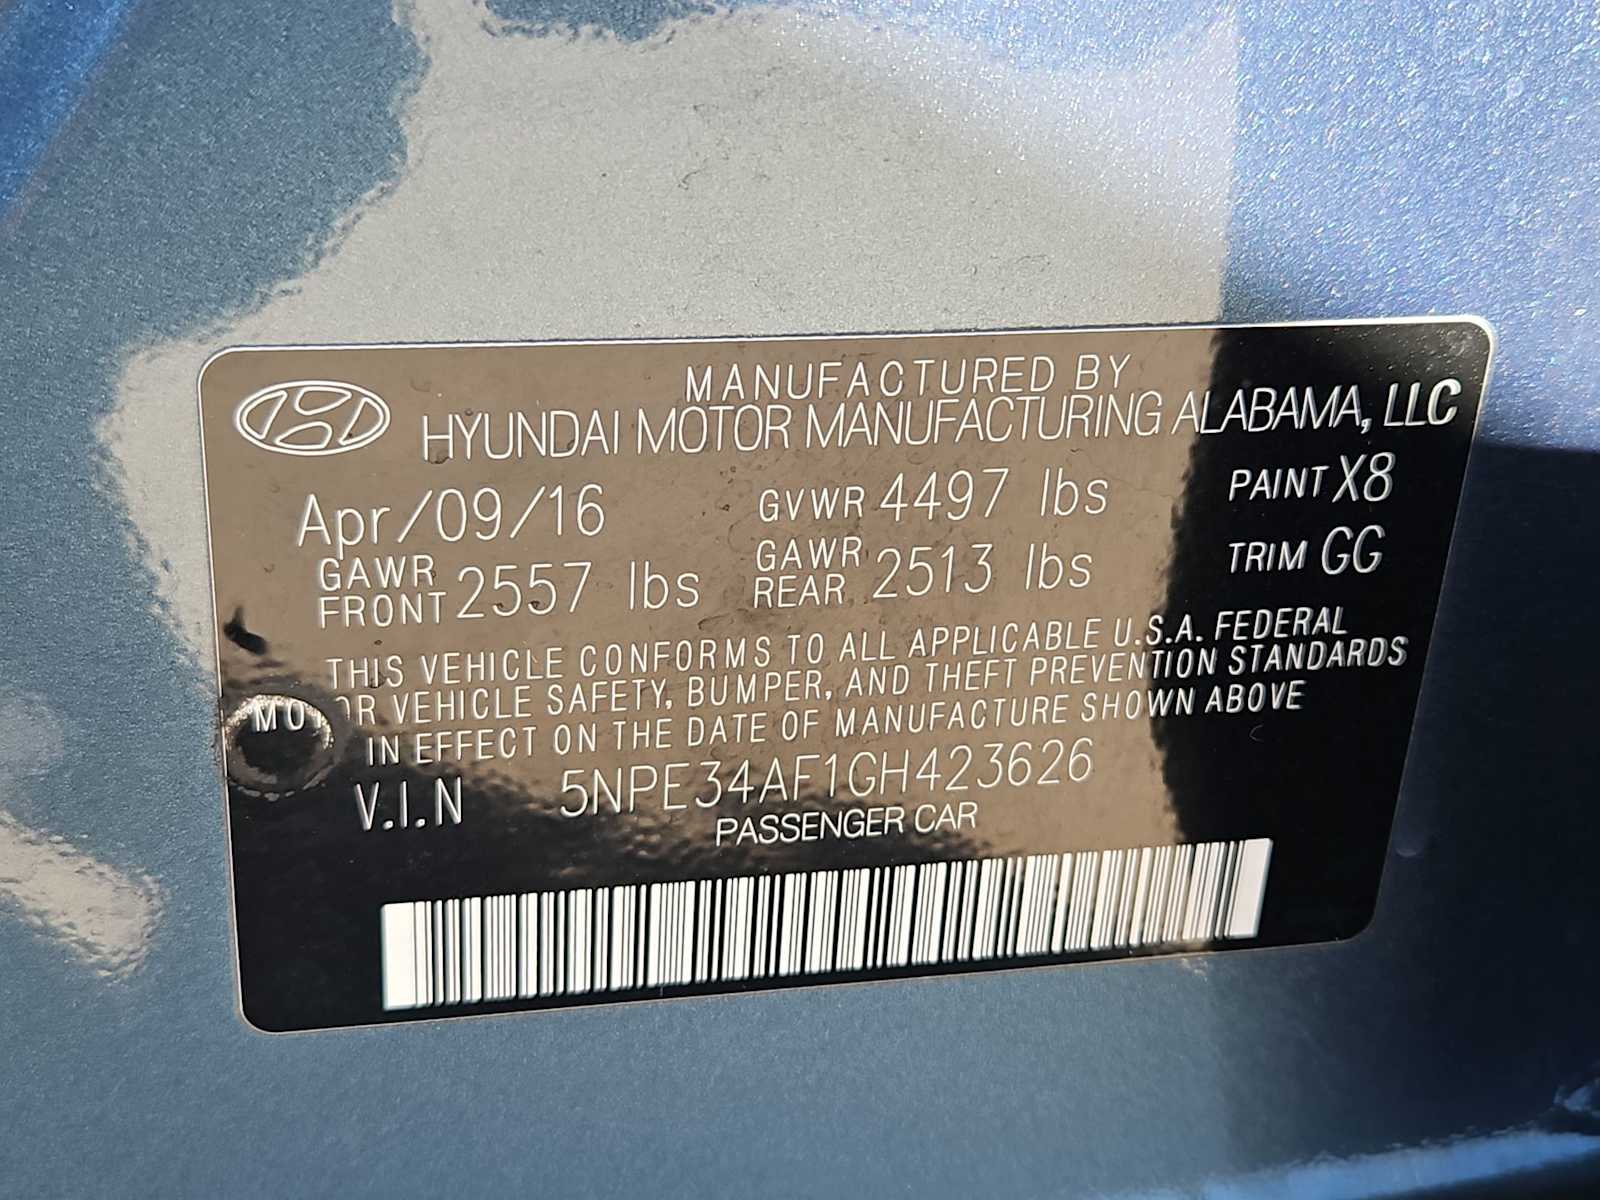 MANUFACTURED BY
HYUNDAI MOTOR MANUFACTURING ALABAMA, LLC
Apr/09/16 GVWR 4497 lbs PAINT X8
GAWR FRONT 2557 lbs GAWR REAR 2513 lbs TRIM GG
THIS VEHICLE CONFORMS TO ALL APPLICABLE U.S.A. FEDERAL
MOTOR VEHICLE SAFETY, BUMPER, AND THEFT PREVENTION STANDARDS
IN EFFECT ON THE DATE OF MANUFACTURE SHOWN ABOVE
V.I.N 5NPE34AF1GH423626
PASSENGER CAR